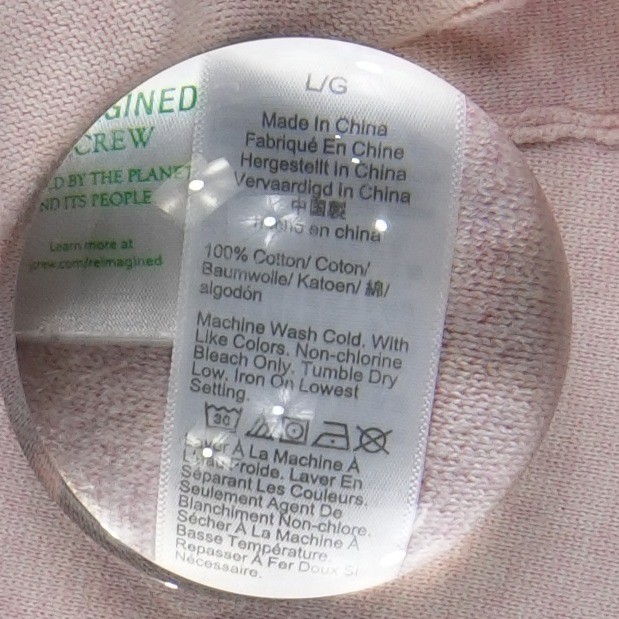 GINED
CREW
D BY THE PLANET
ND ITS PEOPLE
Learn more at
crew.com/reimagined
L/G
Made In China
Fabriqué En Chine
Hergestellt In China
Vervaardigd In China
中国製
en china
100% Cotton/ Coton/
Baumwolle/ Katoen/ 綿/
algodón
Machine Wash Cold. With
Like Colors. Non-chlorine
Bleach Only. Tumble Dry
Low. Iron On Lowest
Setting.
30
Laver À La Machine À
L'eau Froide. Laver En
Séparant Les Couleurs.
Seulement Agent De
Blanchiment Non-chlore.
Sécher À La Machine À
Basse Température.
Repasser À Fer Doux Si
Nécessaire.